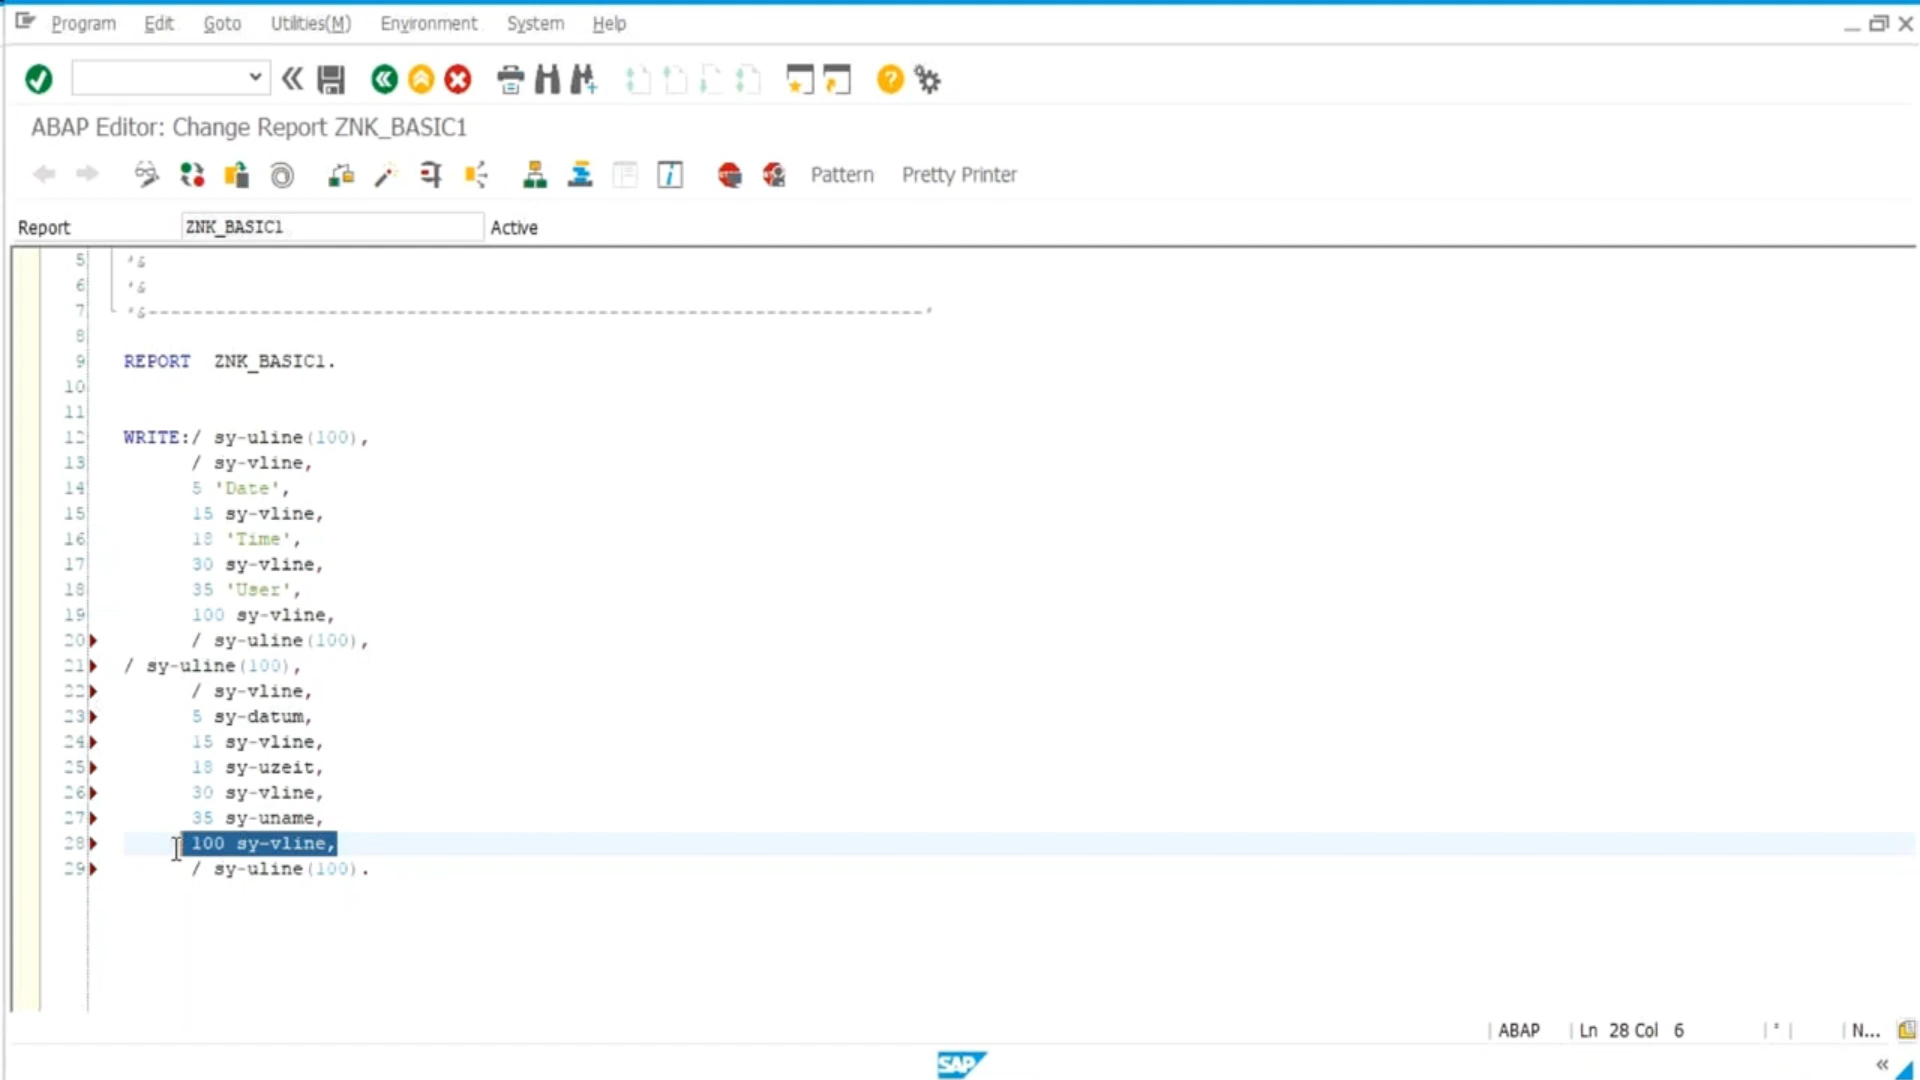 Program Edit Goto Utilities(M) Environment System Help
ABAP Editor: Change Report ZNK_BASIC1
Pattern Pretty Printer
Report ZNK_BASIC1 Active
5 *&
6 *&
7 *&---------------------------------------------------------------------*
8
9 REPORT ZNK_BASIC1.
10
11
12 WRITE:/ sy-uline(100),
13 / sy-vline,
14 5 'Date',
15 15 sy-vline,
16 18 'Time',
17 30 sy-vline,
18 35 'User',
19 100 sy-vline,
20 / sy-uline(100),
21 / sy-uline(100),
22 / sy-vline,
23 5 sy-datum,
24 15 sy-vline,
25 18 sy-uzeit,
26 30 sy-vline,
27 35 sy-uname,
28 100 sy-vline,
29 / sy-uline(100).
ABAP Ln 28 Col 6 * N...
SAP